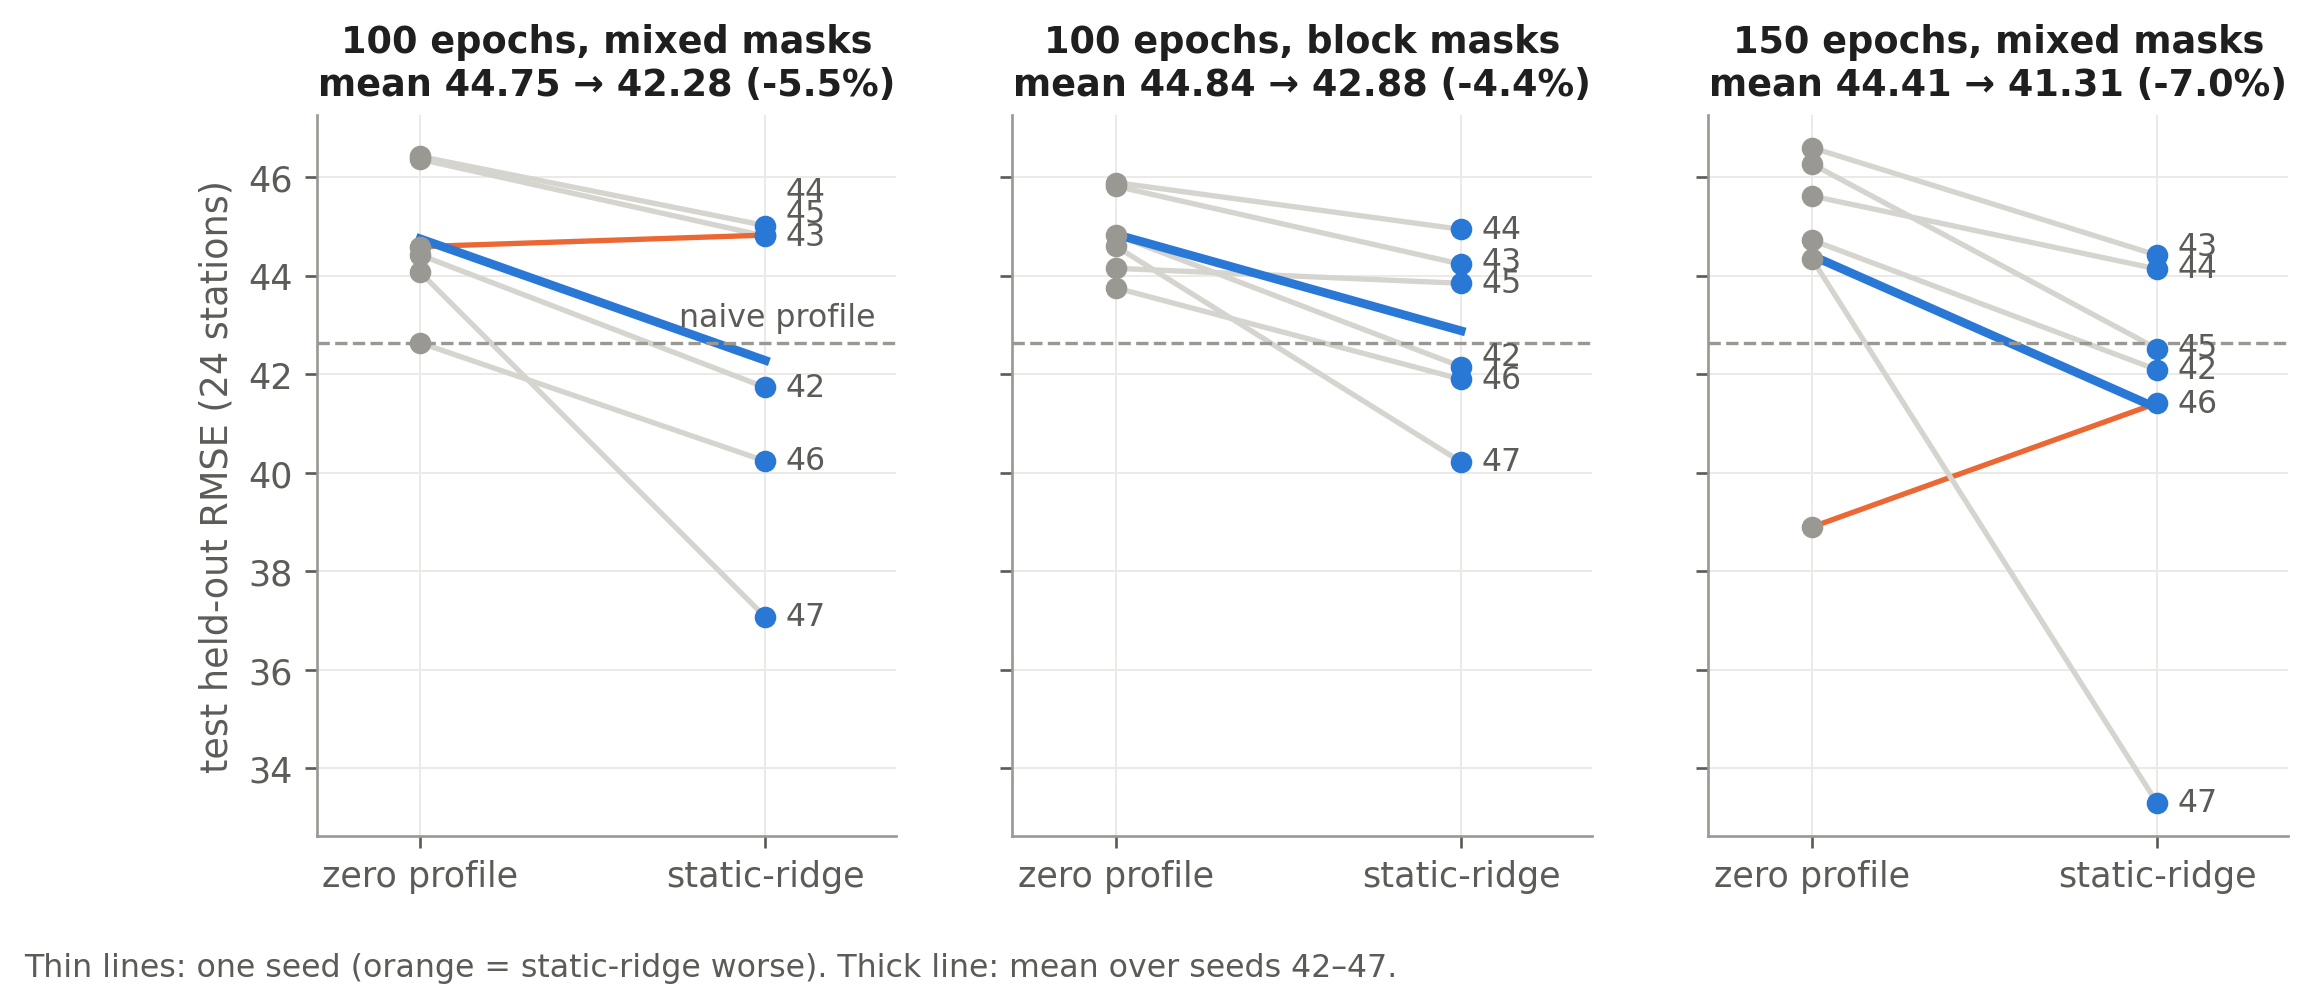 100 epochs, mixed masks
mean 44.75 → 42.28 (-5.5%)
100 epochs, block masks
mean 44.84 → 42.88 (-4.4%)
150 epochs, mixed masks
mean 44.41 → 41.31 (-7.0%)
test held-out RMSE (24 stations)
46
44
42
40
38
36
34
44
45
43
naive profile
42
46
47
zero profile
static-ridge
44
43
45
42
46
47
zero profile
static-ridge
43
44
45
42
46
47
zero profile
static-ridge
Thin lines: one seed (orange = static-ridge worse). Thick line: mean over seeds 42–47.